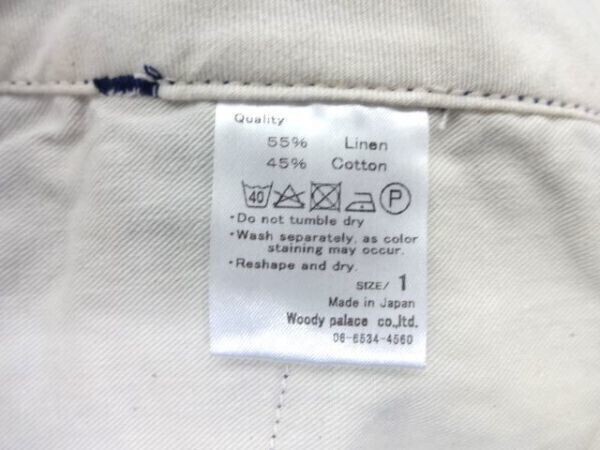 Quality
55% Linen
45% Cotton
40 P
·Do not tumble dry
·Wash separately, as color
staining may occur.
·Reshape and dry.
SIZE/ 1
Made in Japan
Woody palace co.,ltd.
06-6534-4560